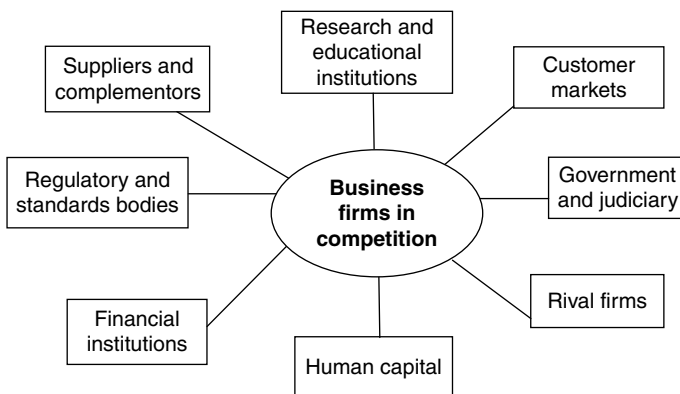 Research and
educational
institutions
Suppliers and
complementors
Customer
markets
Regulatory and
standards bodies
Business
firms in
competition
Government
and judiciary
Financial
institutions
Rival firms
Human capital